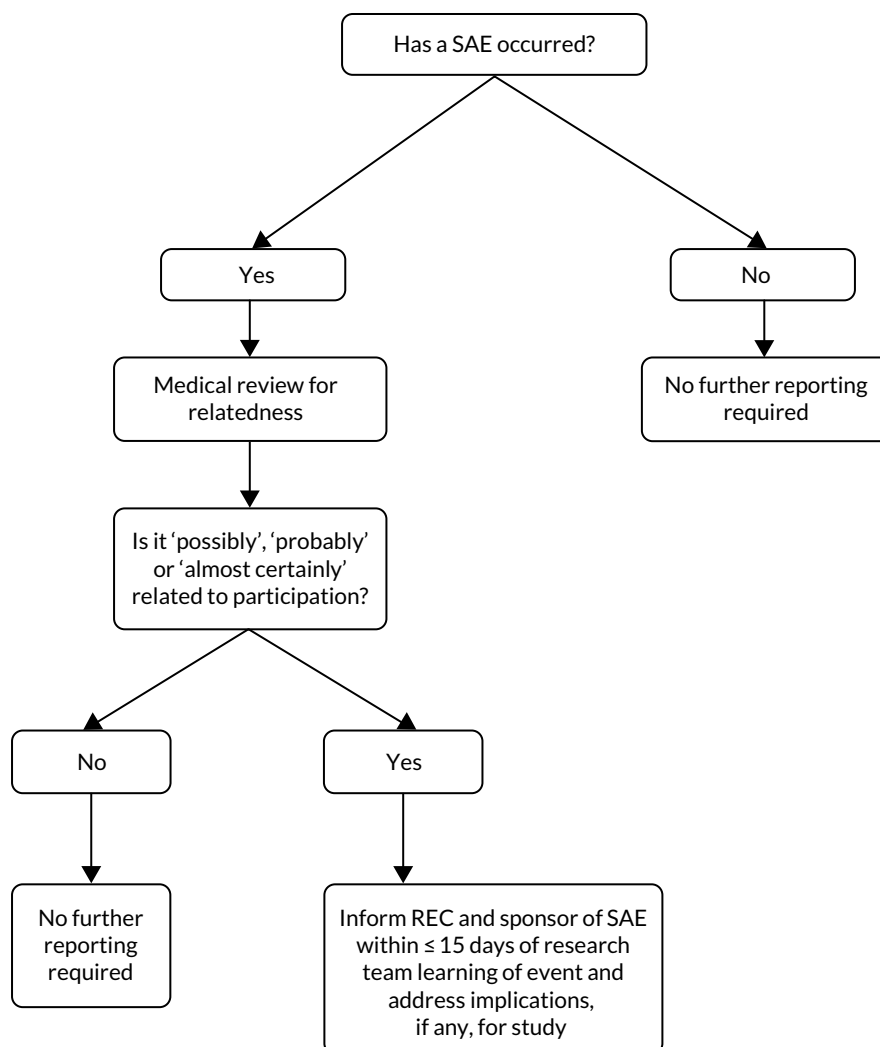 Has a SAE occurred?
Yes
No
Medical review for
relatedness
No further reporting
required
Is it ‘possibly’, ‘probably’
or ‘almost certainly’
related to participation?
No
Yes
No further
reporting
required
Inform REC and sponsor of SAE
within ≤ 15 days of research
team learning of event and
address implications,
if any, for study